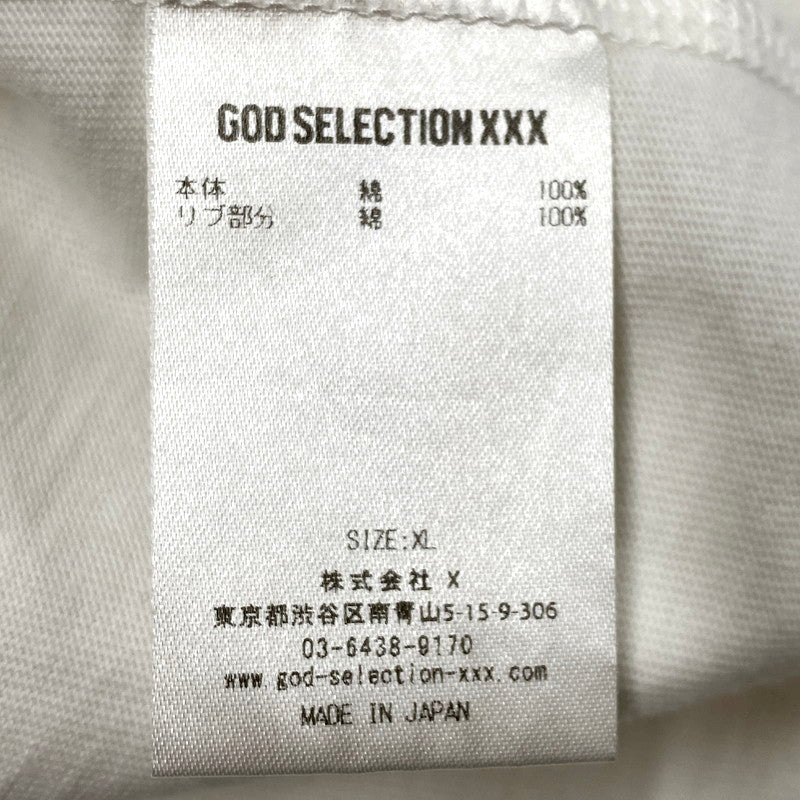 GOD SELECTION XXX
本体 綿 100%
リブ部分 綿 100%
SIZE:XL
株式会社 X
東京都渋谷区南青山5-15-9-306
03-6438-9170
www.god-selection-xxx.com
MADE IN JAPAN